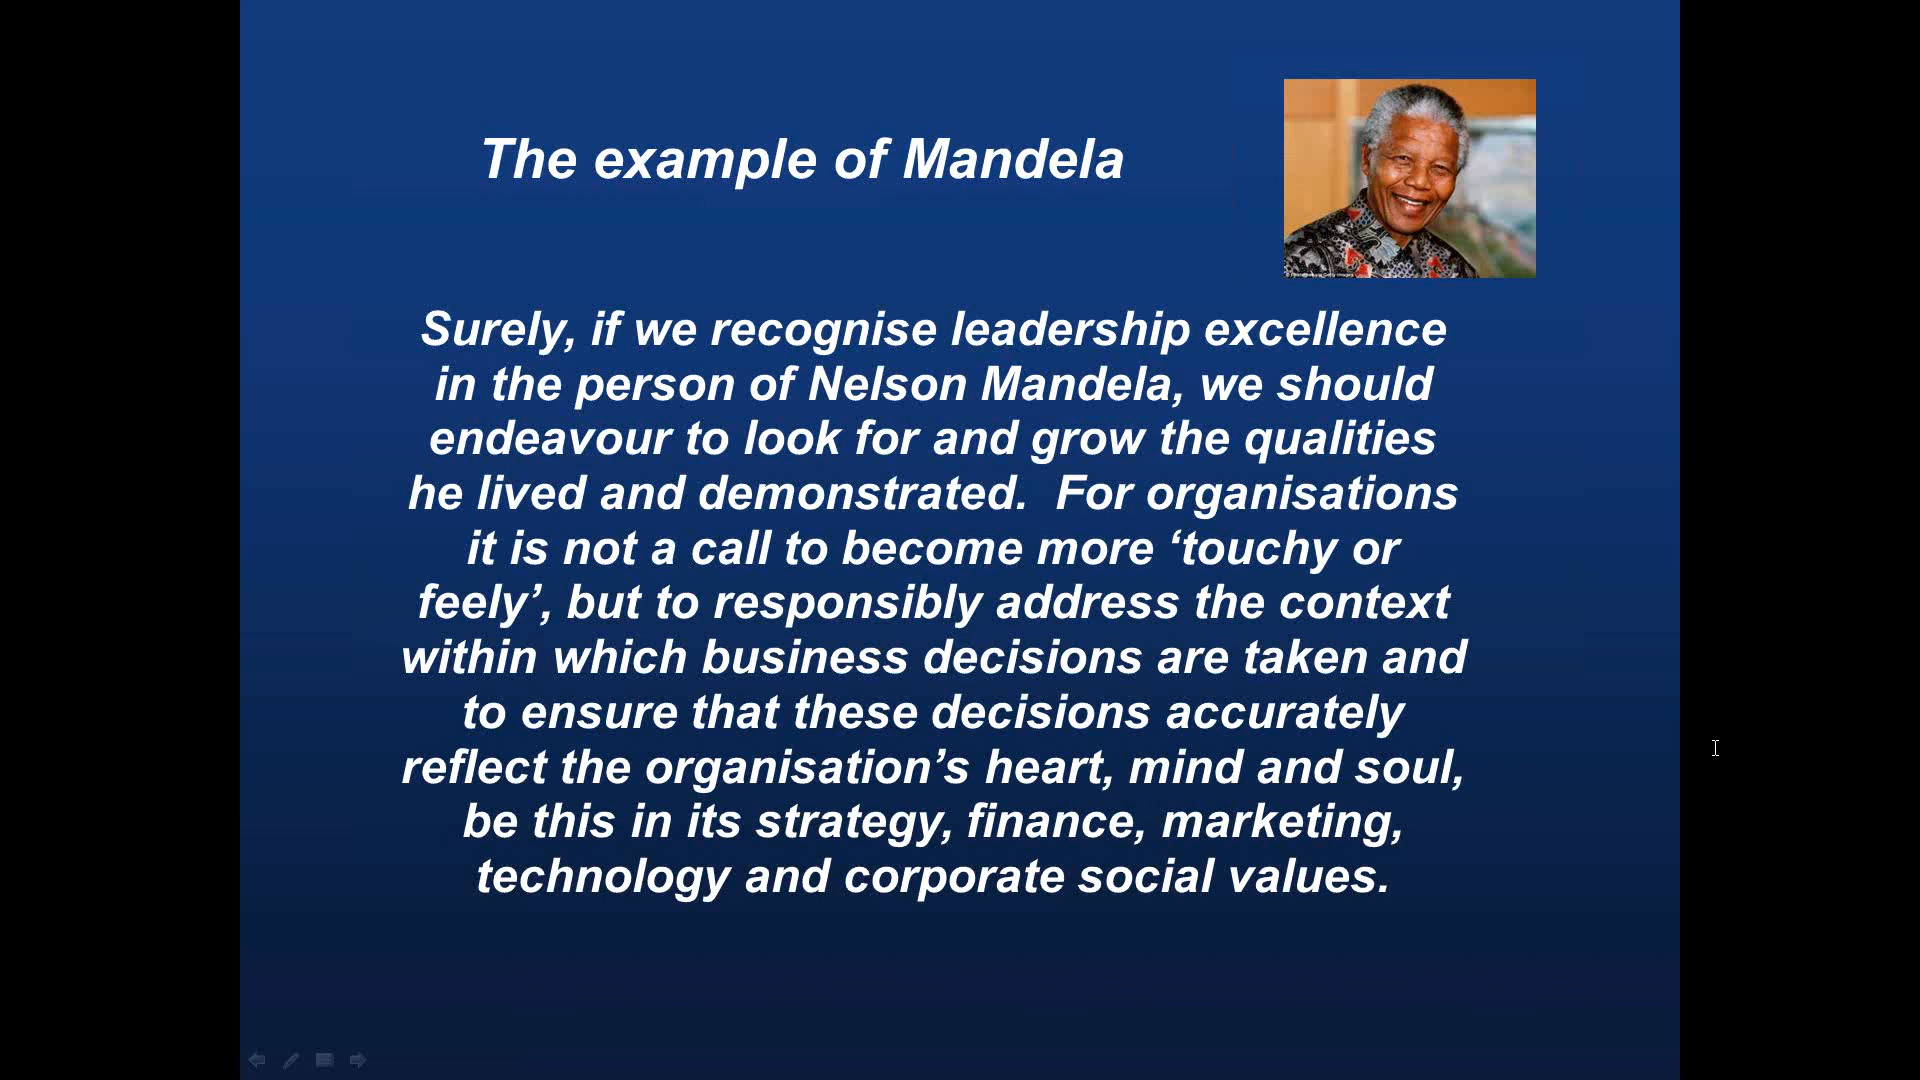 The example of Mandela
Surely, if we recognise leadership excellence
in the person of Nelson Mandela, we should
endeavour to look for and grow the qualities
he lived and demonstrated.  For organisations
it is not a call to become more ‘touchy or
feely’, but to responsibly address the context
within which business decisions are taken and
to ensure that these decisions accurately
reflect the organisation’s heart, mind and soul,
be this in its strategy, finance, marketing,
technology and corporate social values.